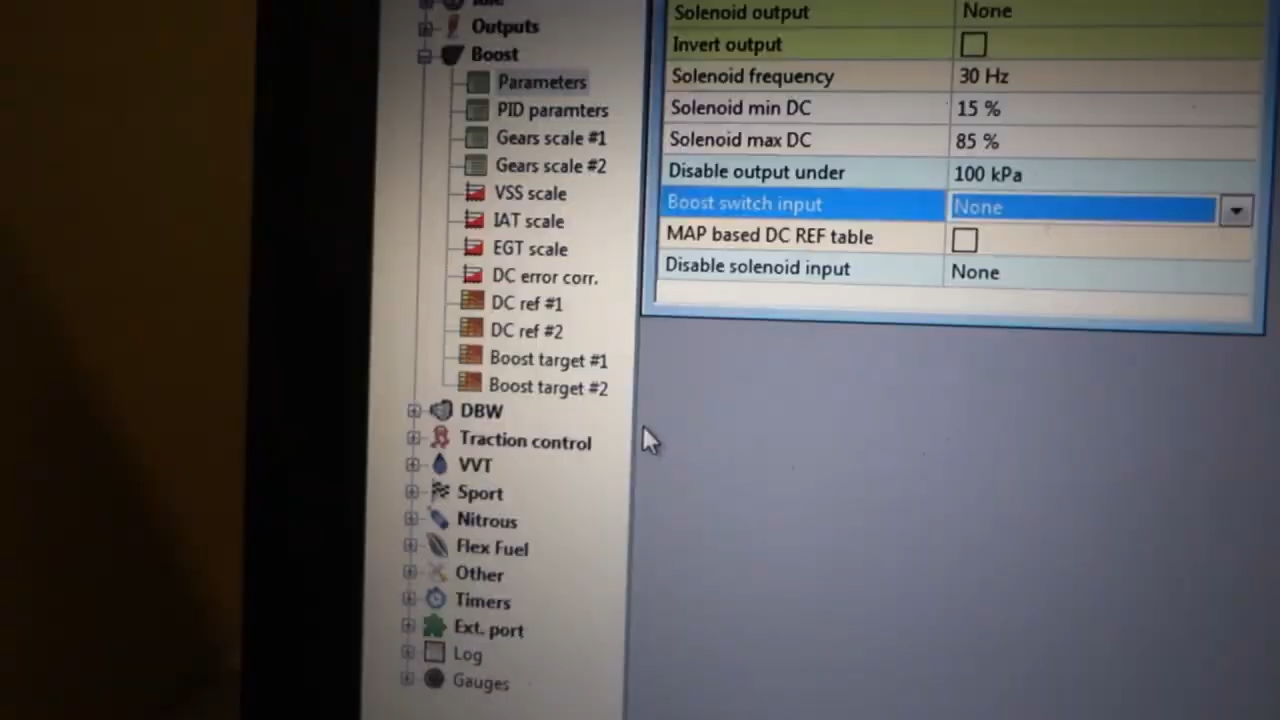 Idle
Outputs
Boost
Parameters
PID paramters
Gears scale #1
Gears scale #2
VSS scale
IAT scale
EGT scale
DC error corr.
DC ref #1
DC ref #2
Boost target #1
Boost target #2
DBW
Traction control
VVT
Sport
Nitrous
Flex Fuel
Other
Timers
Ext. port
Log
Gauges
Solenoid output None
Invert output
Solenoid frequency 30 Hz
Solenoid min DC 15 %
Solenoid max DC 85 %
Disable output under 100 kPa
Boost switch input None
MAP based DC REF table
Disable solenoid input None